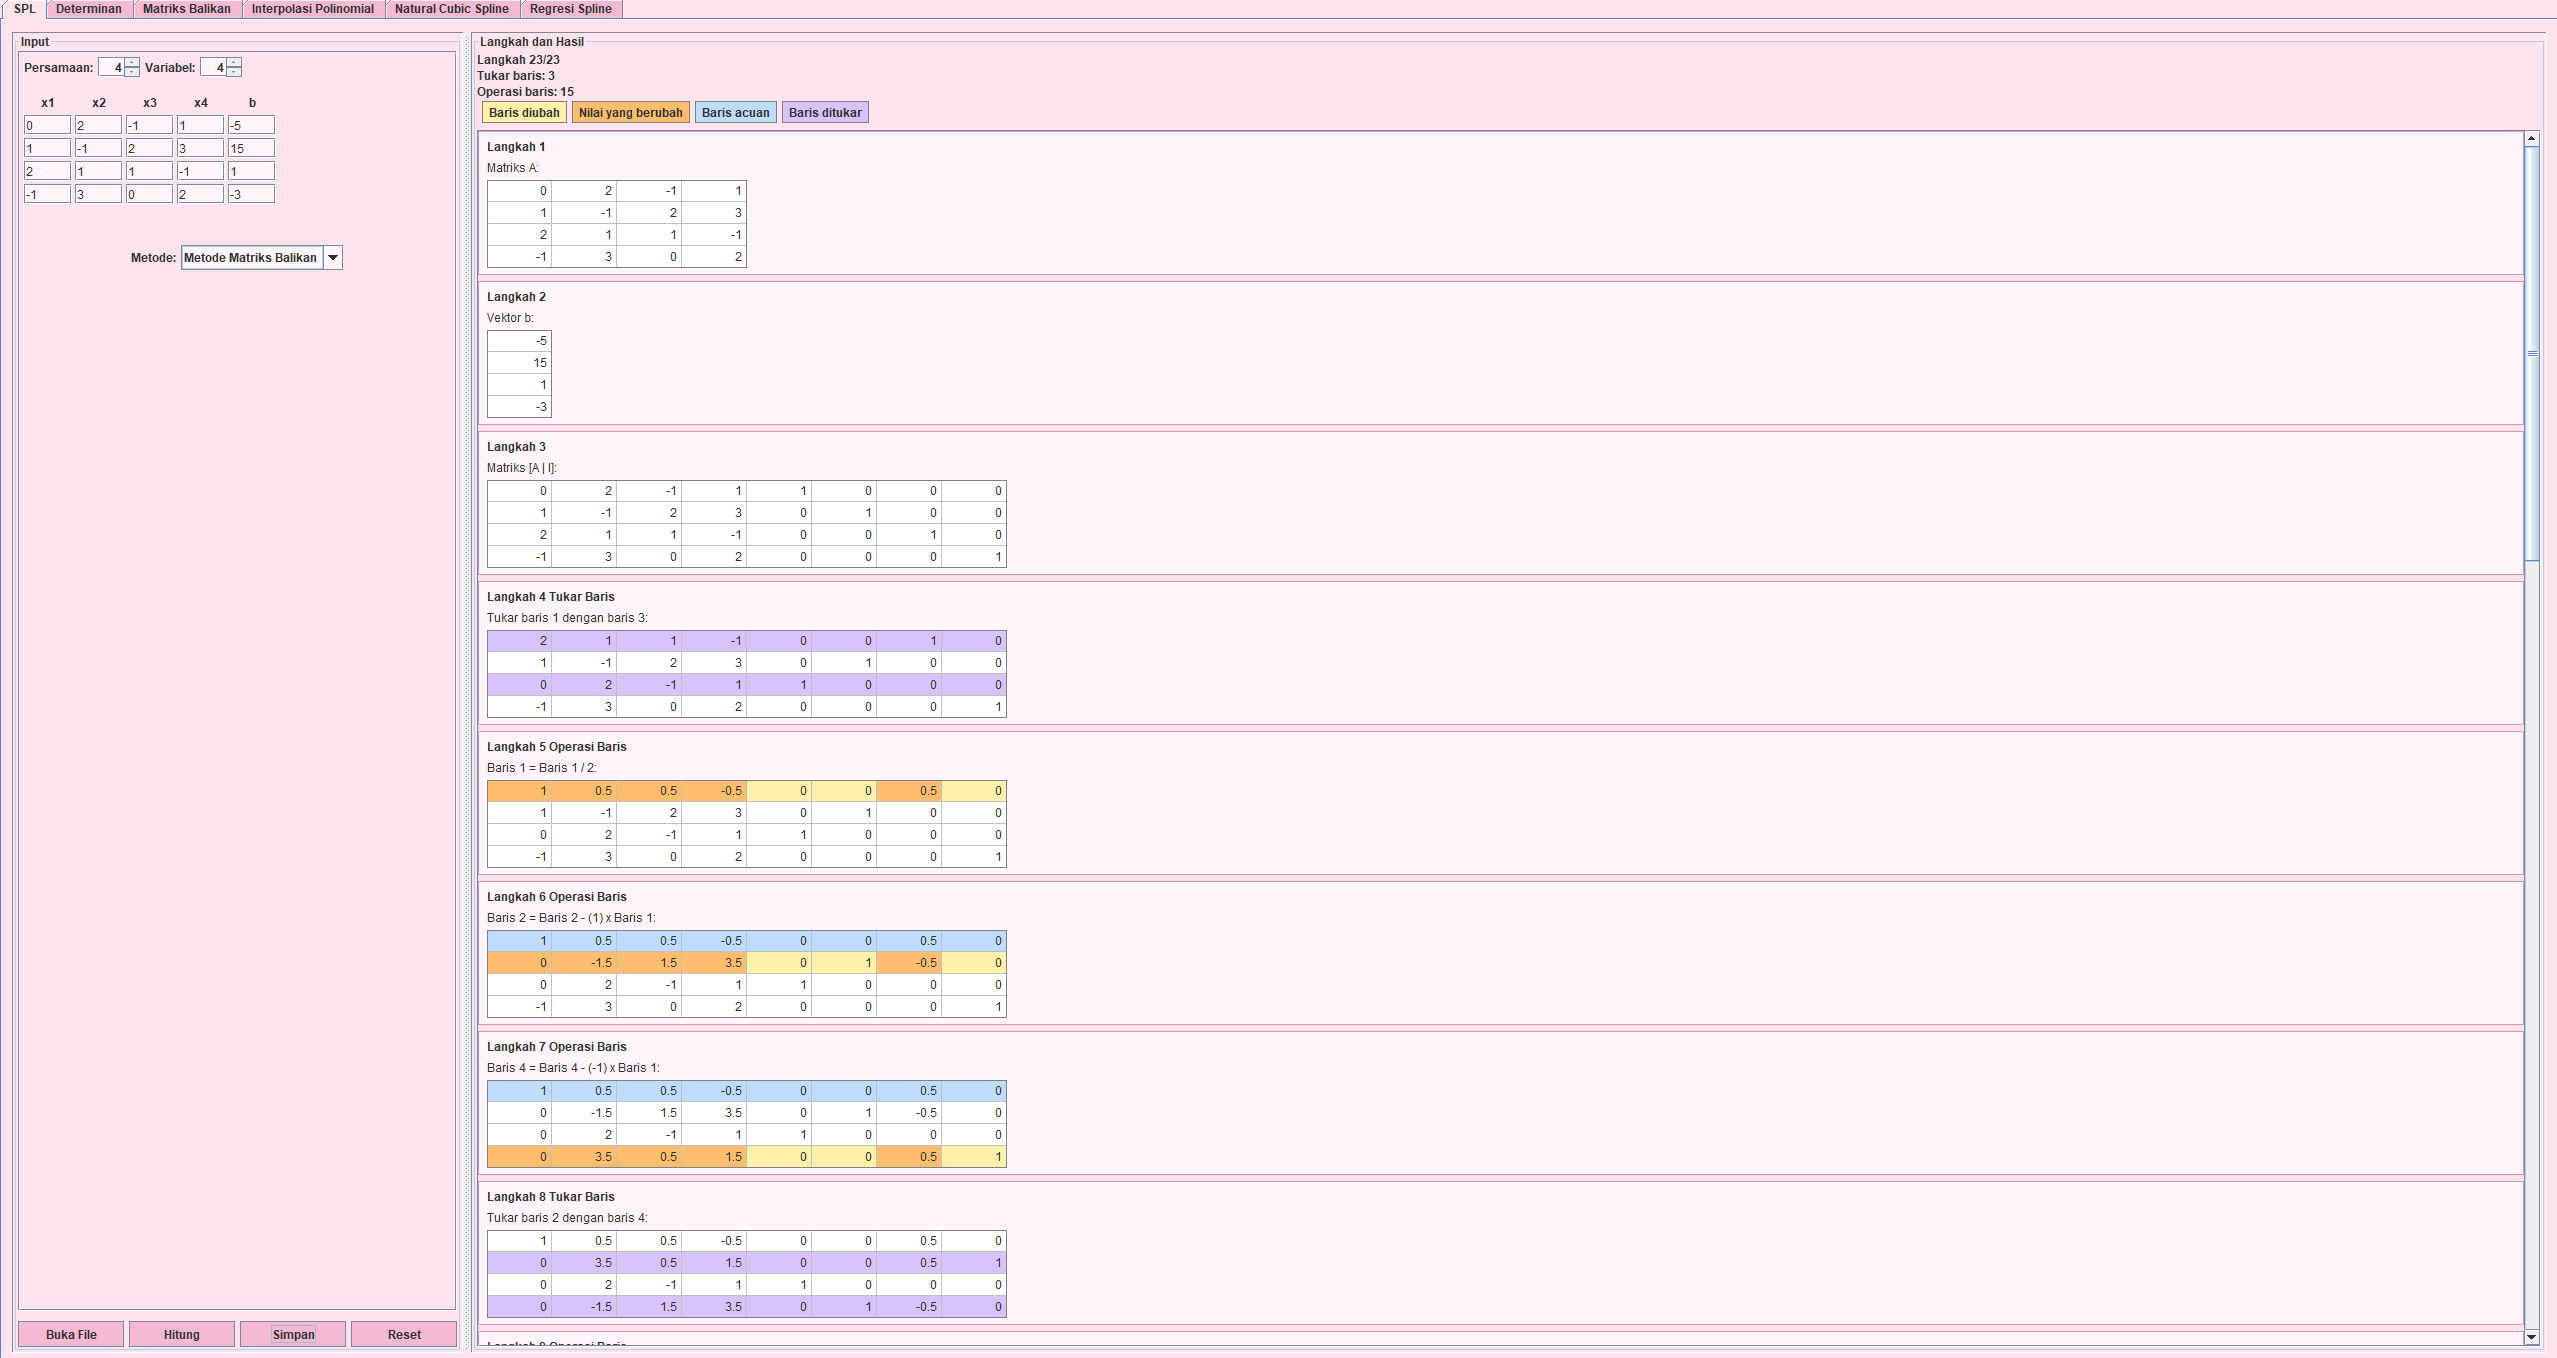 SPL Determinan Matriks Balikan Interpolasi Polinomial Natural Cubic Spline Regresi Spline
Input
Persamaan: 4 Variabel: 4
x1 x2 x3 x4 b
0 2 -1 1 -5
1 -1 2 3 15
2 1 1 -1 1
-1 3 0 2 -3
Metode: Metode Matriks Balikan
Buka File Hitung Simpan Reset
Langkah dan Hasil
Langkah 23/23
Tukar baris: 3
Operasi baris: 15
Baris diubah Nilai yang berubah Baris acuan Baris ditukar
Langkah 1
Matriks A:
0 2 -1 1
1 -1 2 3
2 1 1 -1
-1 3 0 2
Langkah 2
Vektor b:
-5
15
1
-3
Langkah 3
Matriks [A | I]:
0 2 -1 1 1 0 0 0
1 -1 2 3 0 1 0 0
2 1 1 -1 0 0 1 0
-1 3 0 2 0 0 0 1
Langkah 4 Tukar Baris
Tukar baris 1 dengan baris 3:
2 1 1 -1 0 0 1 0
1 -1 2 3 0 1 0 0
0 2 -1 1 1 0 0 0
-1 3 0 2 0 0 0 1
Langkah 5 Operasi Baris
Baris 1 = Baris 1 / 2:
1 0.5 0.5 -0.5 0 0 0.5 0
1 -1 2 3 0 1 0 0
0 2 -1 1 1 0 0 0
-1 3 0 2 0 0 0 1
Langkah 6 Operasi Baris
Baris 2 = Baris 2 - (1) x Baris 1:
1 0.5 0.5 -0.5 0 0 0.5 0
0 -1.5 1.5 3.5 0 1 -0.5 0
0 2 -1 1 1 0 0 0
-1 3 0 2 0 0 0 1
Langkah 7 Operasi Baris
Baris 4 = Baris 4 - (-1) x Baris 1:
1 0.5 0.5 -0.5 0 0 0.5 0
0 -1.5 1.5 3.5 0 1 -0.5 0
0 2 -1 1 1 0 0 0
0 3.5 0.5 1.5 0 0 0.5 1
Langkah 8 Tukar Baris
Tukar baris 2 dengan baris 4:
1 0.5 0.5 -0.5 0 0 0.5 0
0 3.5 0.5 1.5 0 0 0.5 1
0 2 -1 1 1 0 0 0
0 -1.5 1.5 3.5 0 1 -0.5 0